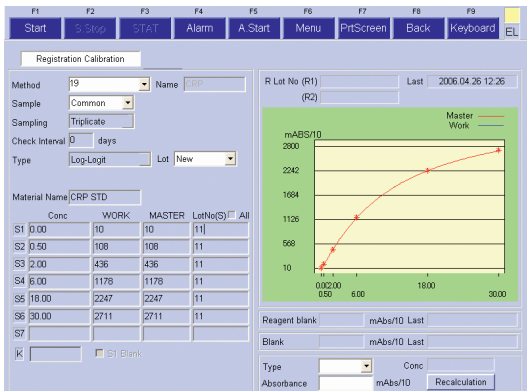 F1 F2 F3 F4 F5 F6 F7 F8 F9
Start S.Stop STAT Alarm A.Start Menu PrtScreen Back Keyboard EL
Registration Calibration
Method 19 Name CRP
Sample Common
Sampling Triplicate
Check Interval 0 days
Type Log-Logit Lot New
Material Name CRP STD
Conc WORK MASTER LotNo(S) All
S1 0.00 10 10 11
S2 0.50 108 108 11
S3 2.00 436 436 11
S4 6.00 1178 1178 11
S5 18.00 2247 2247 11
S6 30.00 2711 2711 11
S7
K S1 Blank
R Lot No (R1) Last 2006.04.26 12:26
(R2)
Master
Work
mABS/10
2800
2242
1684
1126
568
10
0.002.00 18.00
0.50 6.00 30.00
Reagent blank mAbs/10 Last
Blank mAbs/10 Last
Type Conc
Absorbance mAbs/10 Recalculation